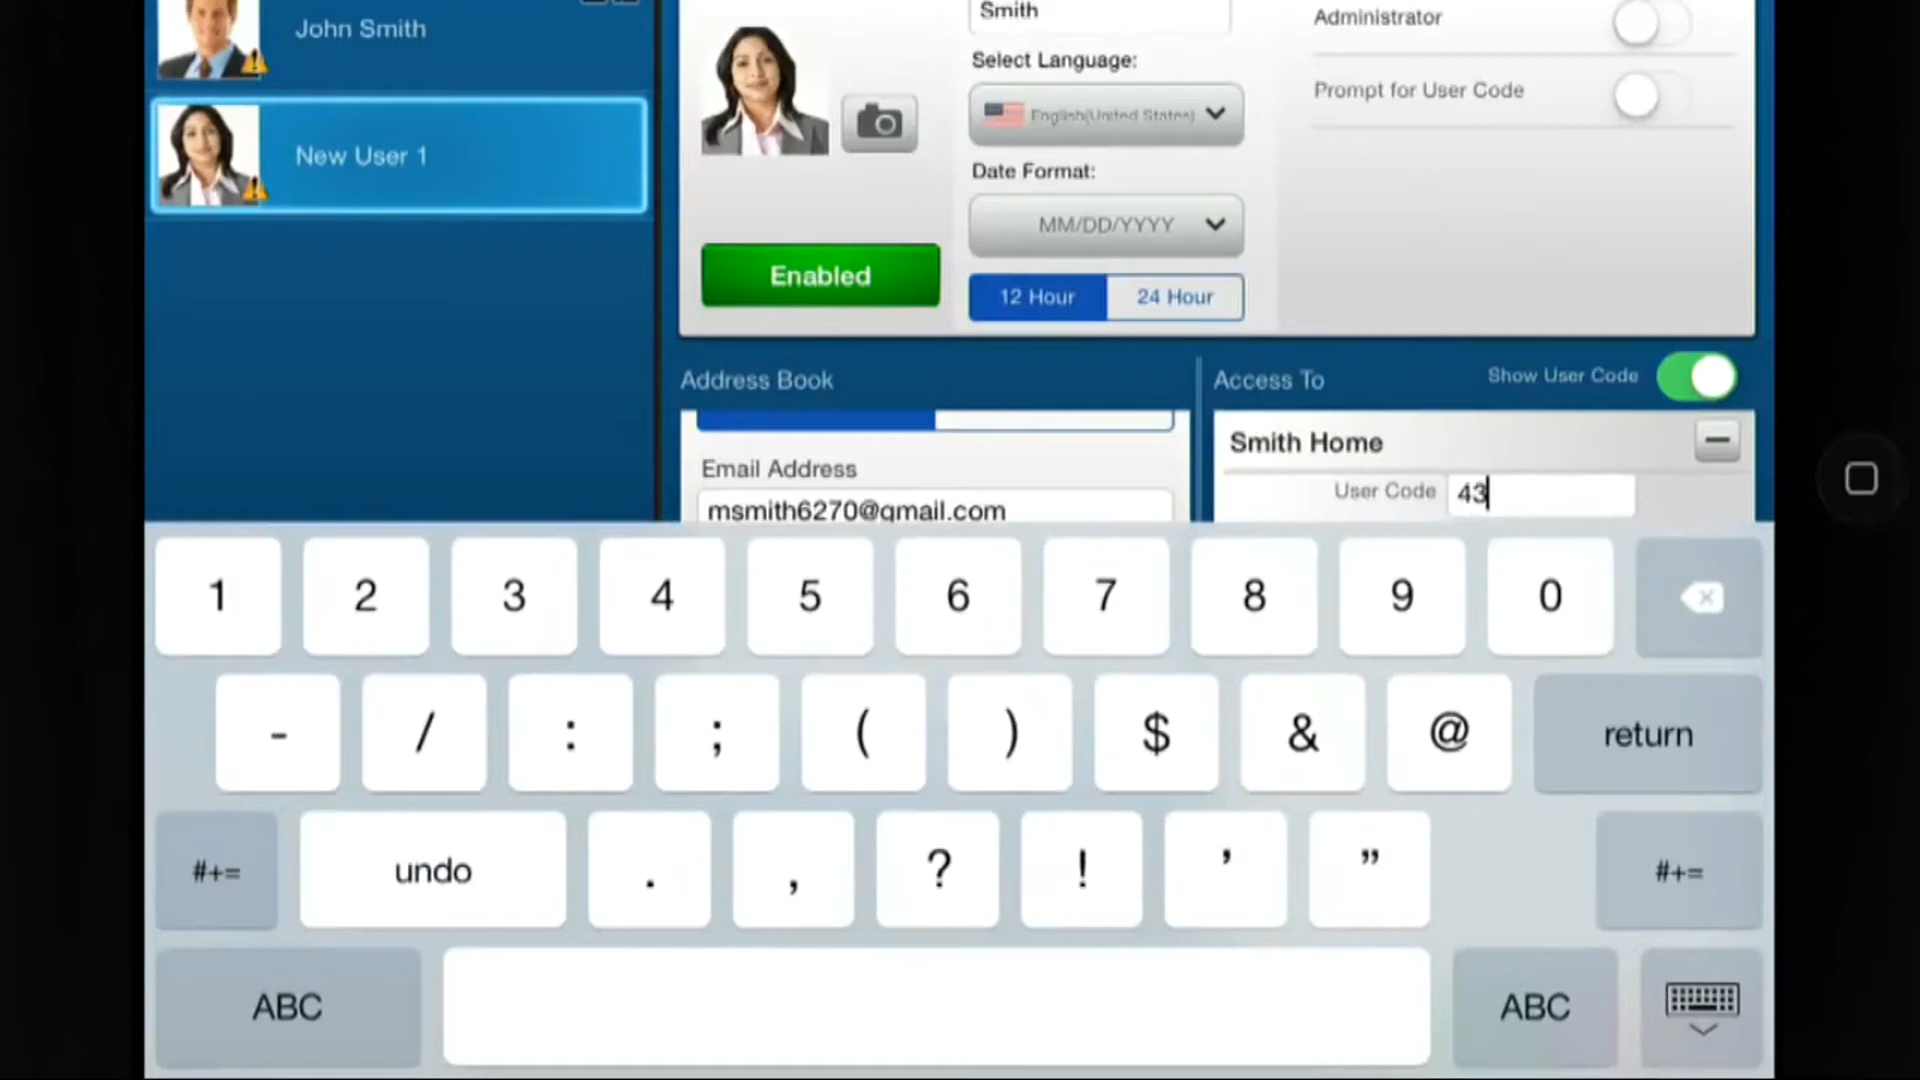 John Smith
New User 1
Smith
Select Language:
English(United States)
Date Format:
MM/DD/YYYY
Enabled
12 Hour
24 Hour
Administrator
Prompt for User Code
Address Book
Email Address
msmith6270@gmail.com
Access To
Show User Code
Smith Home
User Code 43
1 2 3 4 5 6 7 8 9 0
- / : ; ( ) $ & @ return
#+= undo . , ? ! ’ ” #+=
ABC ABC